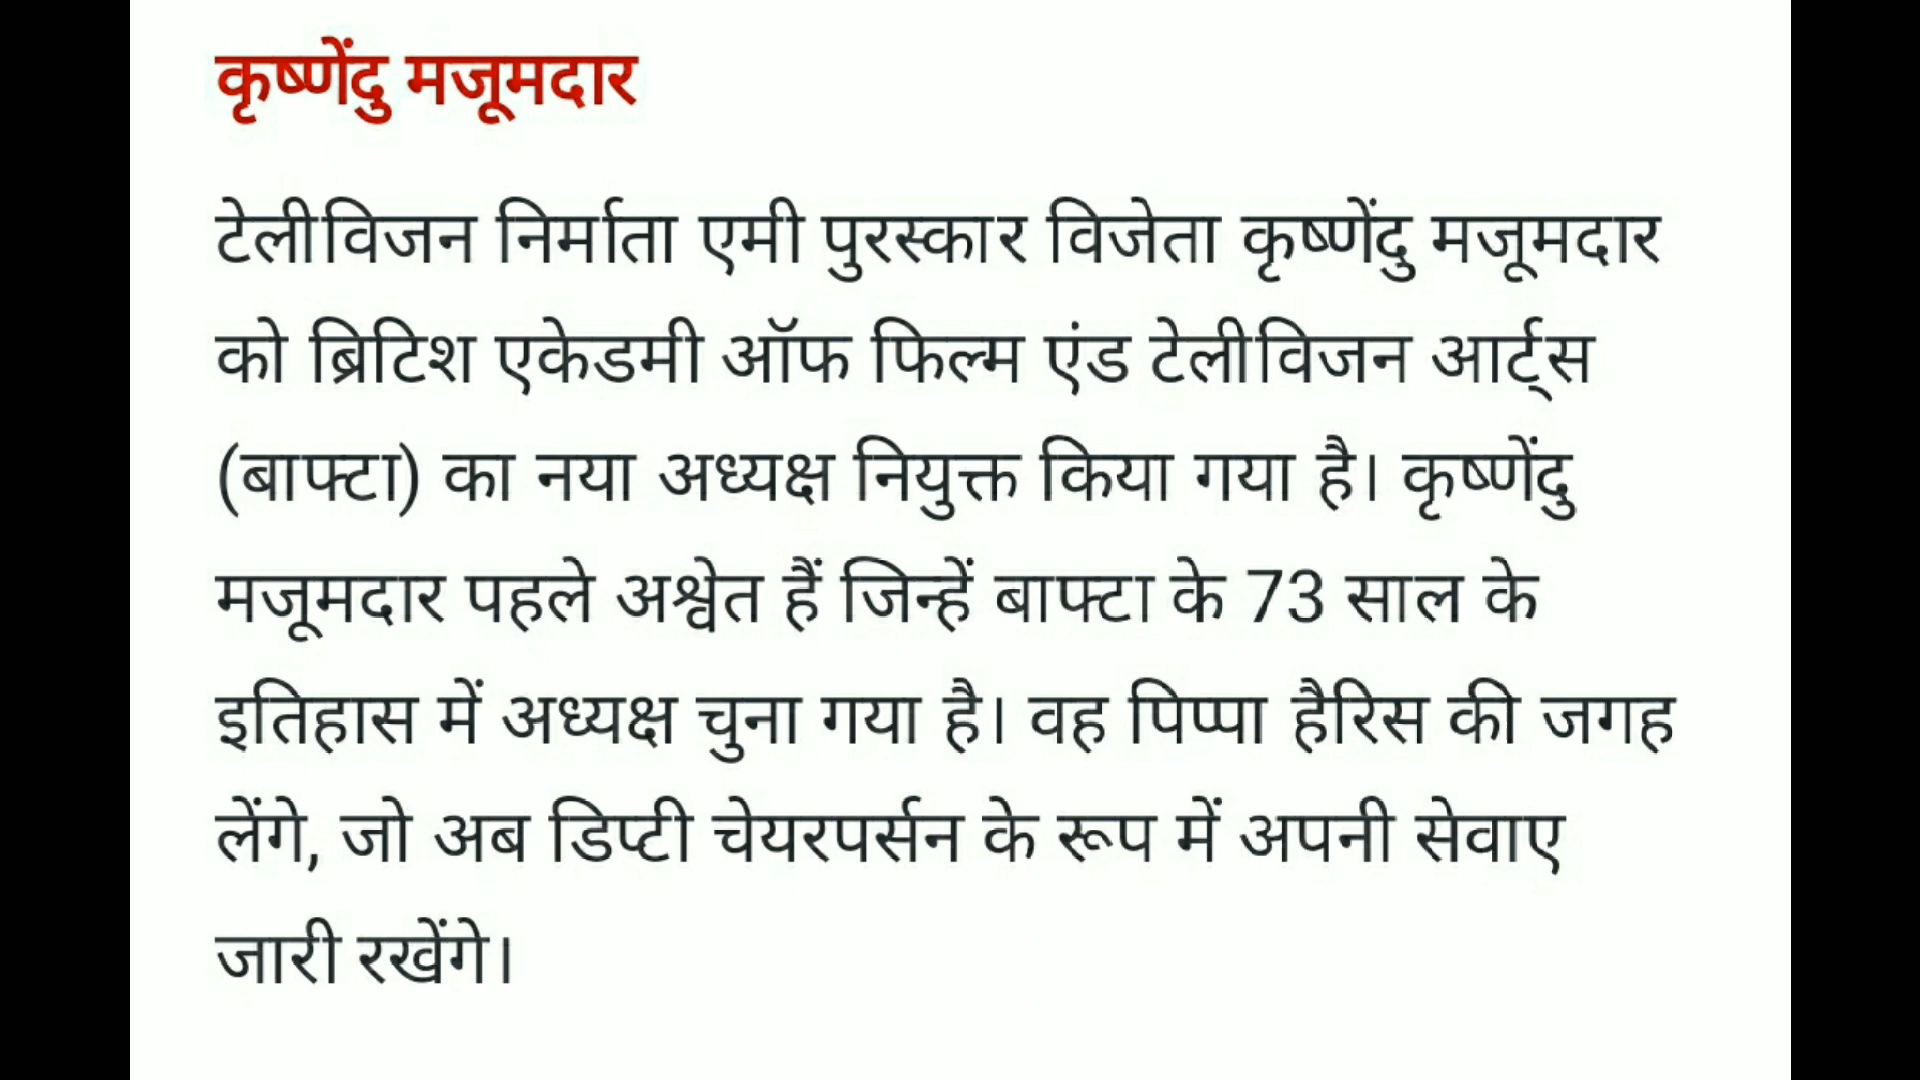 कृष्णेंदु मजूमदार
टेलीविजन निर्माता एमी पुरस्कार विजेता कृष्णेंदु मजूमदार
को ब्रिटिश एकेडमी ऑफ फिल्म एंड टेलीविजन आर्ट्स
(बाफ्टा) का नया अध्यक्ष नियुक्त किया गया है। कृष्णेंदु
मजूमदार पहले अश्वेत हैं जिन्हें बाफ्टा के 73 साल के
इतिहास में अध्यक्ष चुना गया है। वह पिप्पा हैरिस की जगह
लेंगे, जो अब डिप्टी चेयरपर्सन के रूप में अपनी सेवाए
जारी रखेंगे।